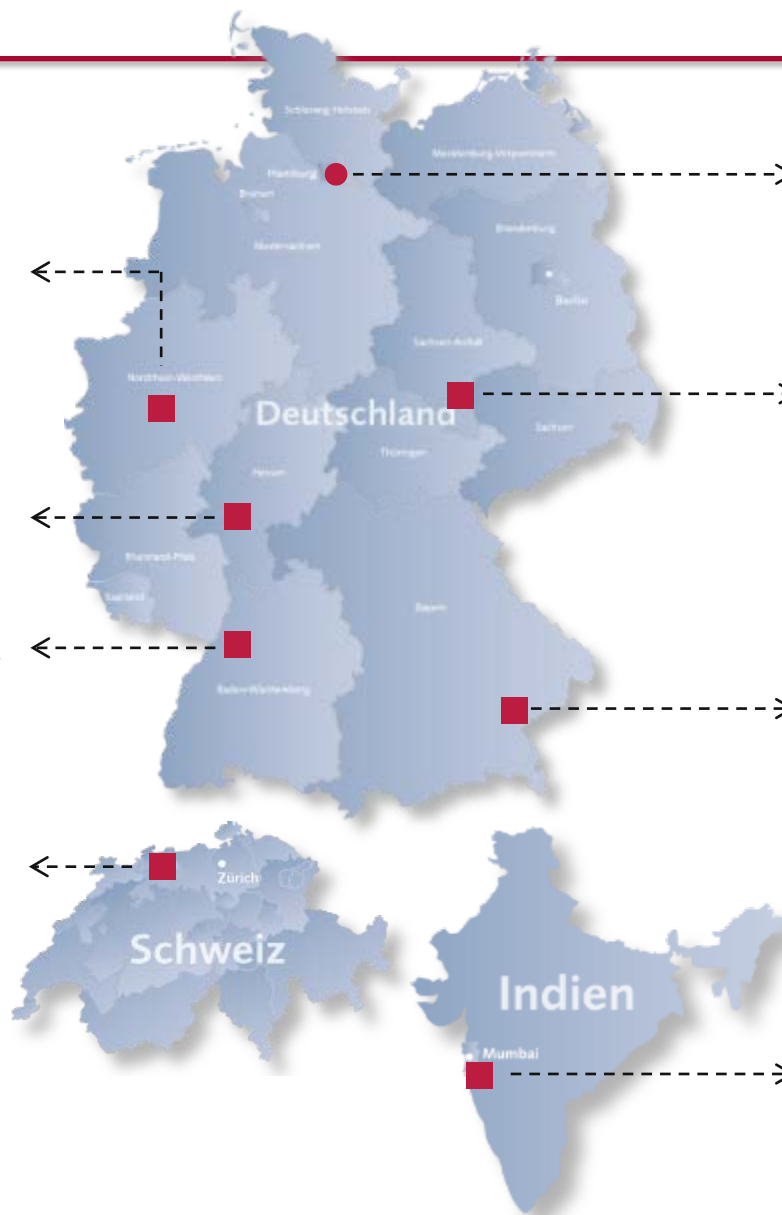 Schleswig-Holstein
Mecklenburg-Vorpommern
Hamburg
Bremen
Brandenburg
Niedersachsen
Berlin
Sachsen-Anhalt
Nordrhein-Westfalen
Deutschland
Sachsen
Thüringen
Hessen
Rheinland-Pfalz
Saarland
Bayern
Baden-Württemberg
Zürich
Schweiz
Indien
Mumbai